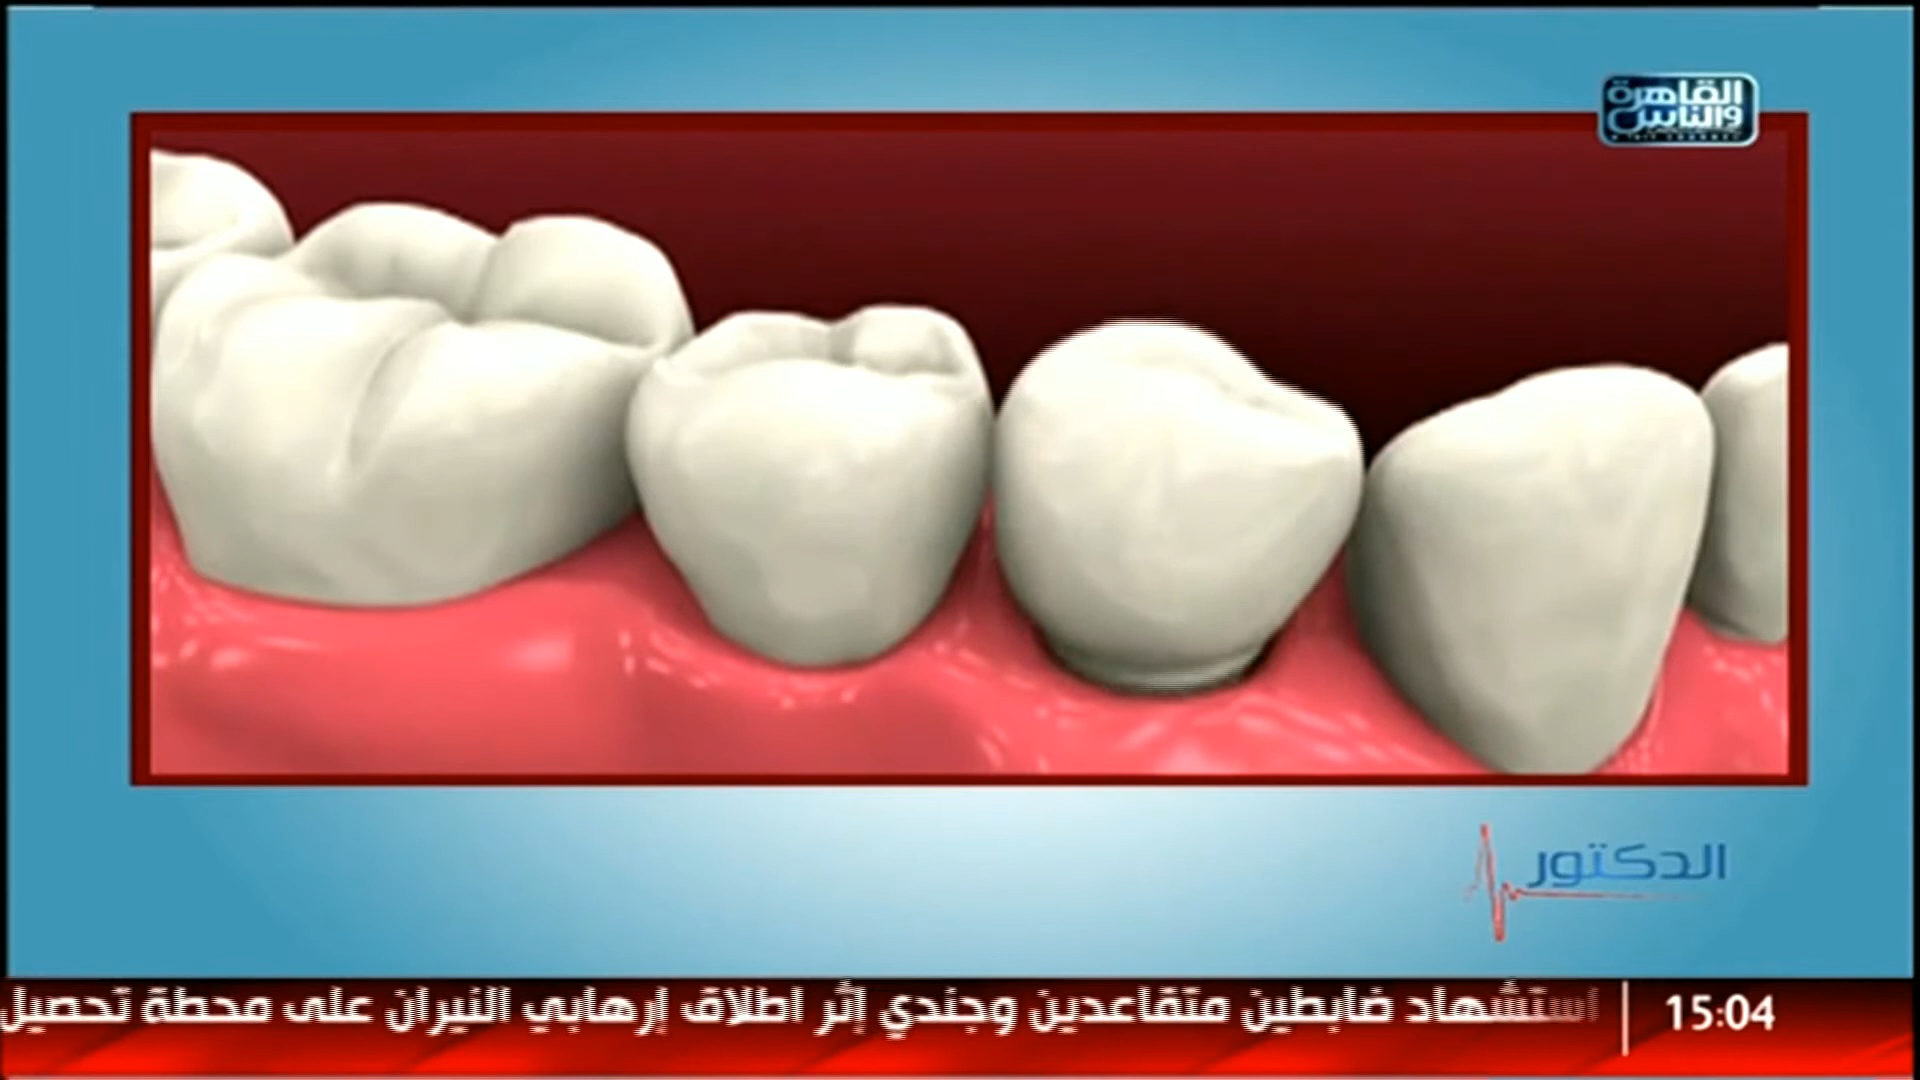 القاهرة
والناس
الدكتور
استشهاد ضابطين متقاعدين وجندي إثر اطلاق إرهابي النيران على محطة تحصيل
15:04